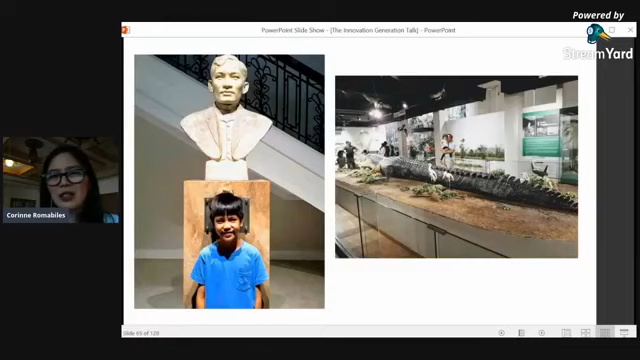 Powered by
StreamYard
PowerPoint Slide Show - [The Innovation Generation Talk] - PowerPoint
Corinne Romabiles
Slide 65 of 128